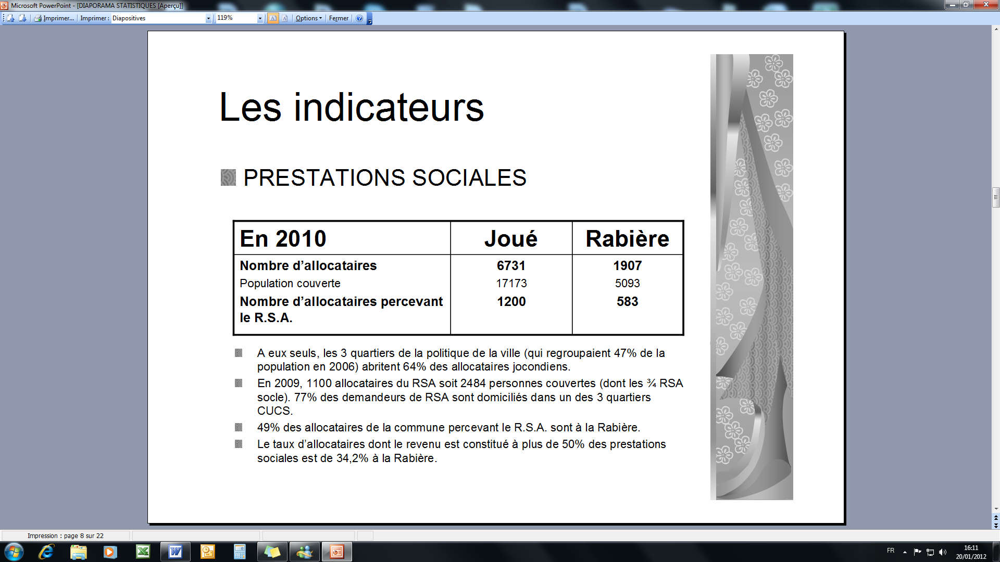 Microsoft PowerPoint - [DIAPORAMA STATISTIQUES [Aperçu]]
Imprimer... Imprimer : Diapositives 119% Options Fermer
Les indicateurs
PRESTATIONS SOCIALES
En 2010 Joué Rabière
Nombre d’allocataires 6731 1907
Population couverte 17173 5093
Nombre d’allocataires percevant 1200 583
le R.S.A.
A eux seuls, les 3 quartiers de la politique de la ville (qui regroupaient 47% de la
population en 2006) abritent 64% des allocataires jocondiens.
En 2009, 1100 allocataires du RSA soit 2484 personnes couvertes (dont les ¾ RSA
socle). 77% des demandeurs de RSA sont domiciliés dans un des 3 quartiers
CUCS.
49% des allocataires de la commune percevant le R.S.A. sont à la Rabière.
Le taux d’allocataires dont le revenu est constitué à plus de 50% des prestations
sociales est de 34,2% à la Rabière.
Impression : page 8 sur 22
FR 16:11
20/01/2012